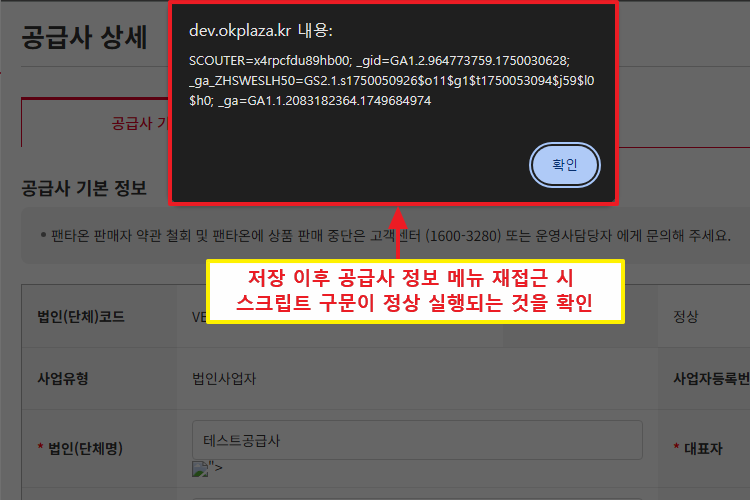 공급사 상세
dev.okplaza.kr 내용:
SCOUTER=x4rpcfdu89hb00; _gid=GA1.2.964773759.1750030628;
_ga_ZHSWESLH50=GS2.1.s1750050926$o11$g1$t1750053094$j59$l0
$h0; _ga=GA1.1.2083182364.1749684974
확인
공급사 기
공급사 기본 정보
• 팬타온 판매자 약관 철회 및 팬타온에 상품 판매 중단은 고객센터 (1600-3280) 또는 운영사담당자 에게 문의해 주세요.
저장 이후 공급사 정보 메뉴 재접근 시
스크립트 구문이 정상 실행되는 것을 확인
법인(단체)코드 VE 정상
사업유형 법인사업자 사업자등록번
* 법인(단체명) 테스트공급사 * 대표자
">